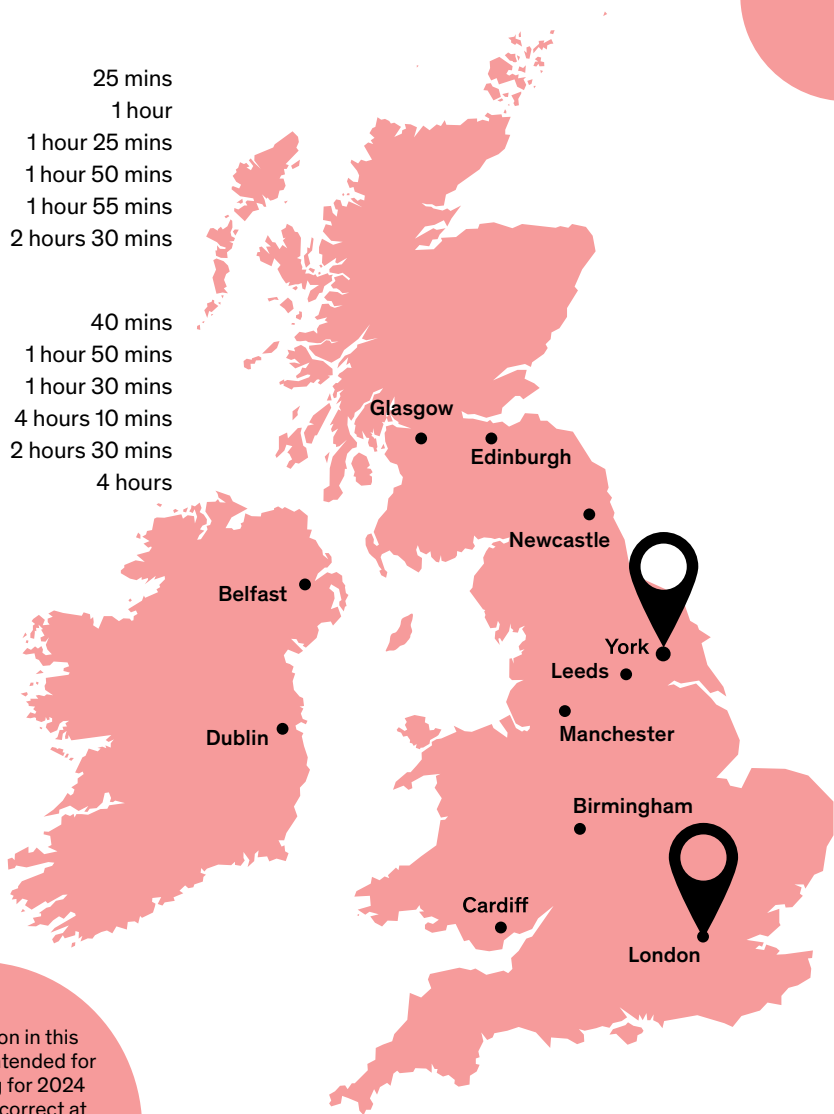 25 mins
1 hour
1 hour 25 mins
1 hour 50 mins
1 hour 55 mins
2 hours 30 mins
40 mins
1 hour 50 mins
1 hour 30 mins
4 hours 10 mins
2 hours 30 mins
4 hours
Glasgow
Edinburgh
Newcastle
Belfast
York
Leeds
Dublin
Manchester
Birmingham
Cardiff
London
on in this
ntended for
g for 2024
correct at